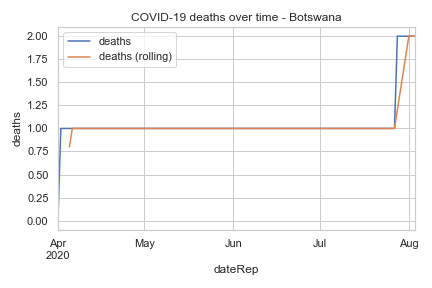 COVID-19 deaths over time - Botswana
deaths
deaths (rolling)
2.00
1.75
1.50
1.25
1.00
0.75
0.50
0.25
0.00
deaths
Apr May Jun Jul Aug
2020
dateRep